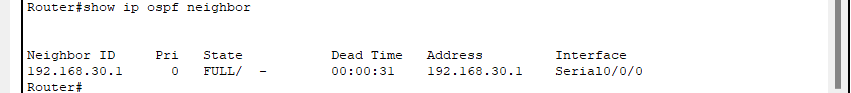 Router#show ip ospf neighbor
Neighbor ID     Pri   State           Dead Time   Address         Interface
192.168.30.1      0   FULL/  -        00:00:31    192.168.30.1    Serial0/0/0
Router#